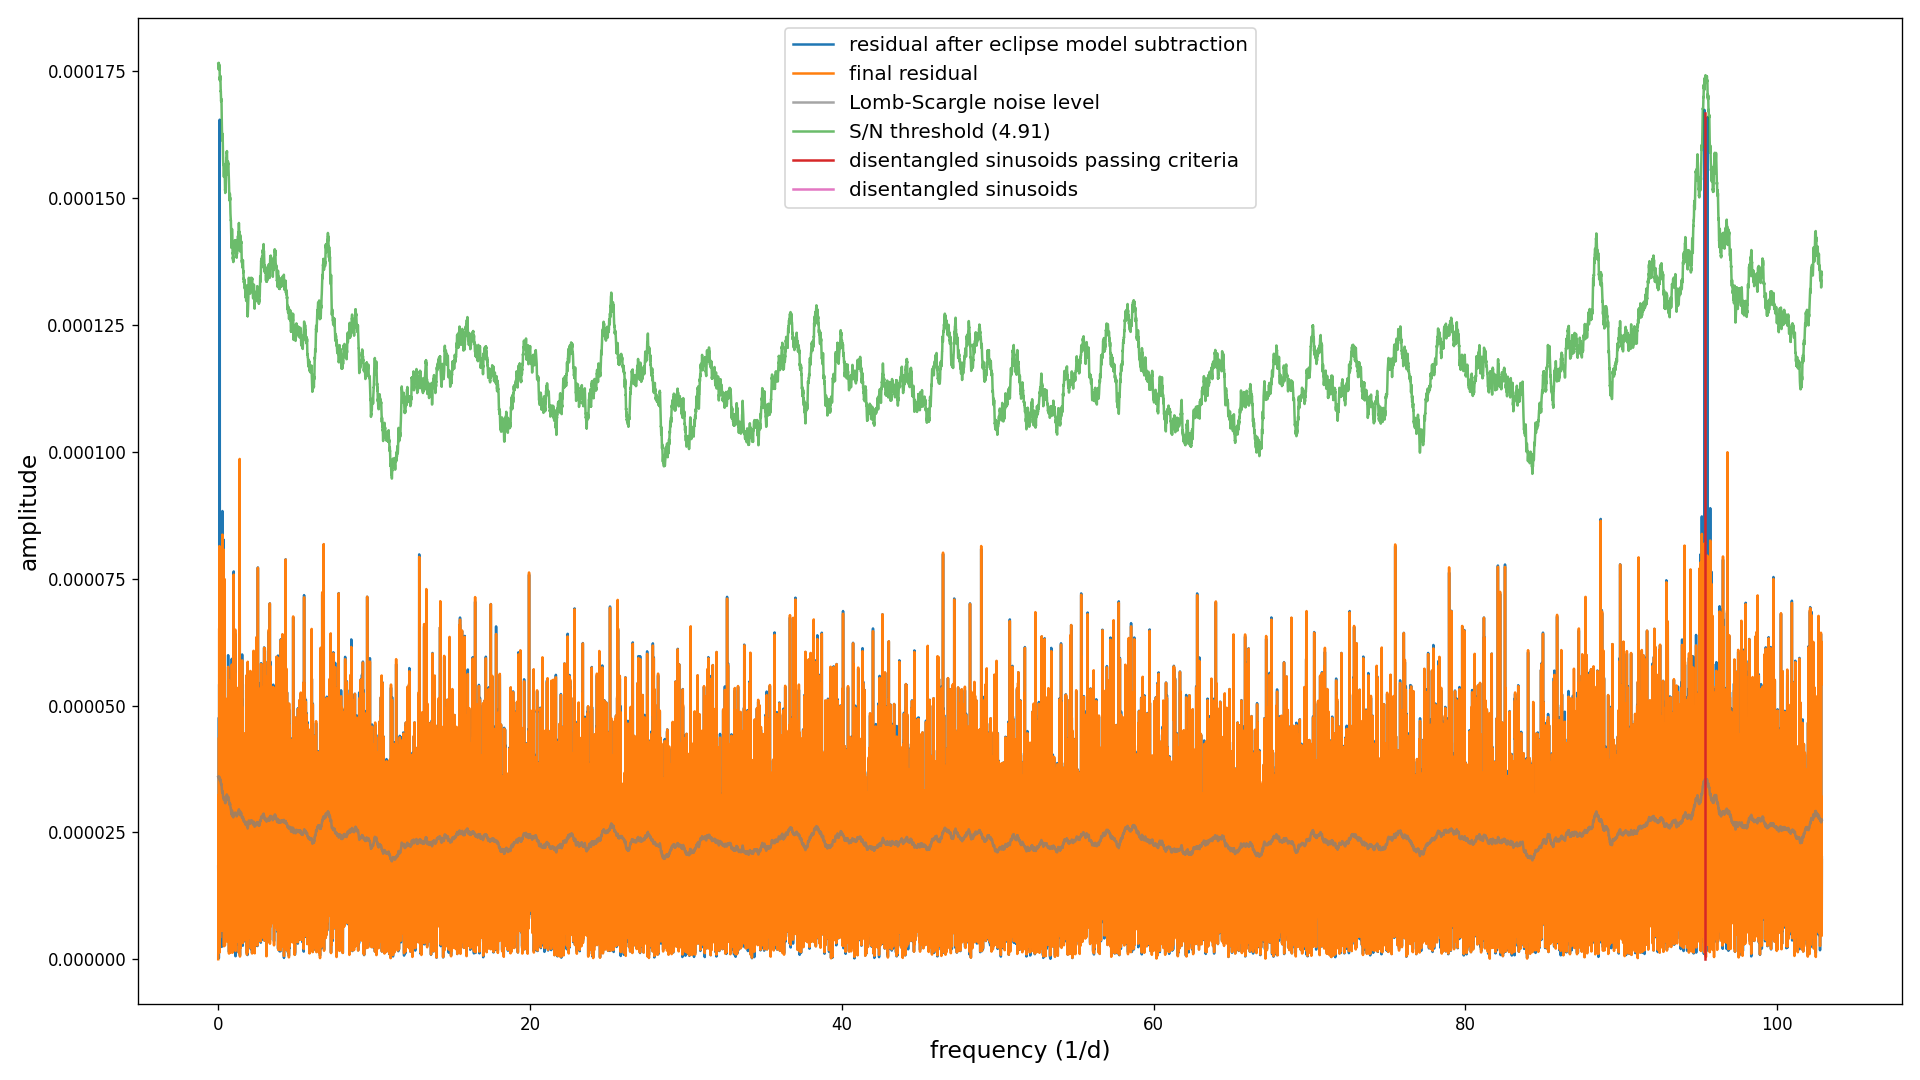 residual after eclipse model subtraction
final residual
Lomb-Scargle noise level
S/N threshold (4.91)
disentangled sinusoids passing criteria
disentangled sinusoids
0.000175
0.000150
0.000125
0.000100
0.000075
0.000050
0.000025
0.000000
amplitude
0 20 40 60 80 100
frequency (1/d)